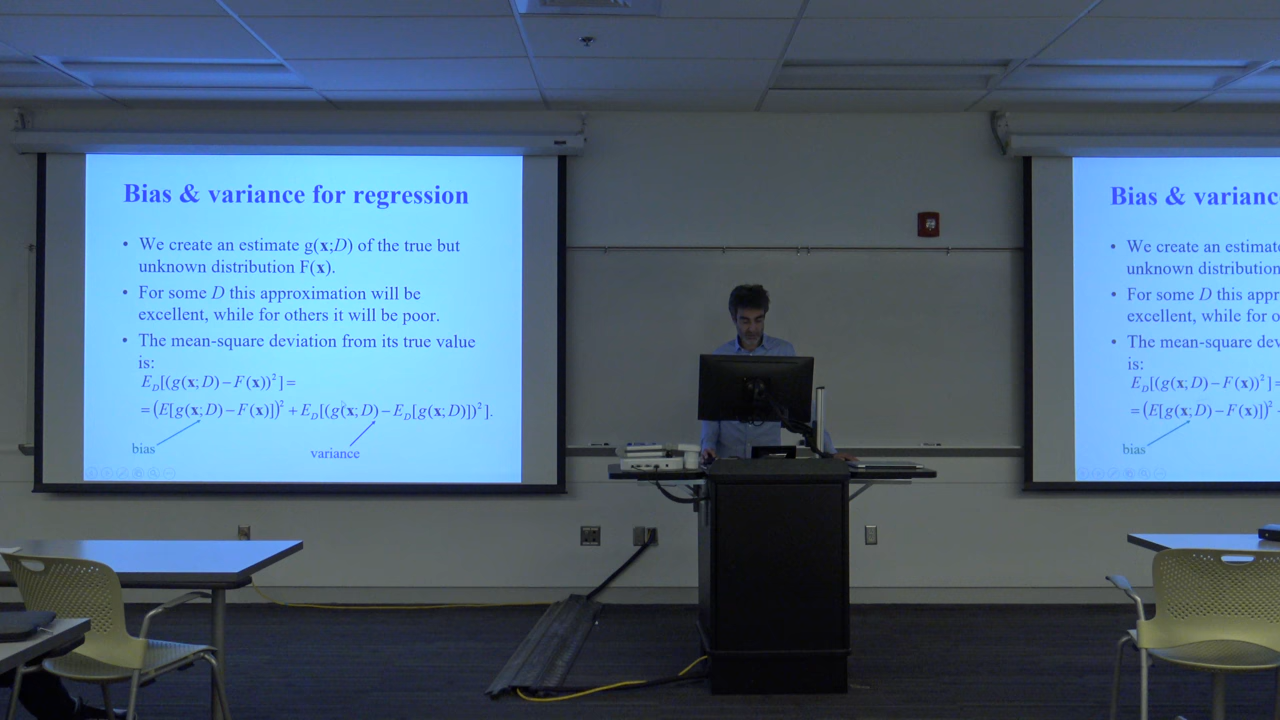 Bias & variance for regression
• We create an estimate g(x;D) of the true but
unknown distribution F(x).
• For some D this approximation will be
excellent, while for others it will be poor.
• The mean-square deviation from its true value
is:
E_D[(g(x;D)−F(x))²]=
=(E[g(x;D)−F(x)])²+E_D[(g(x;D)−E_D[g(x;D)])²].
bias
variance
Bias & varianc
• We create an estimate
unknown distribution
• For some D this appr
excellent, while for o
• The mean-square dev
is:
E_D[(g(x;D)−F(x))²]=
=(E[g(x;D)−F(x)])²
bias